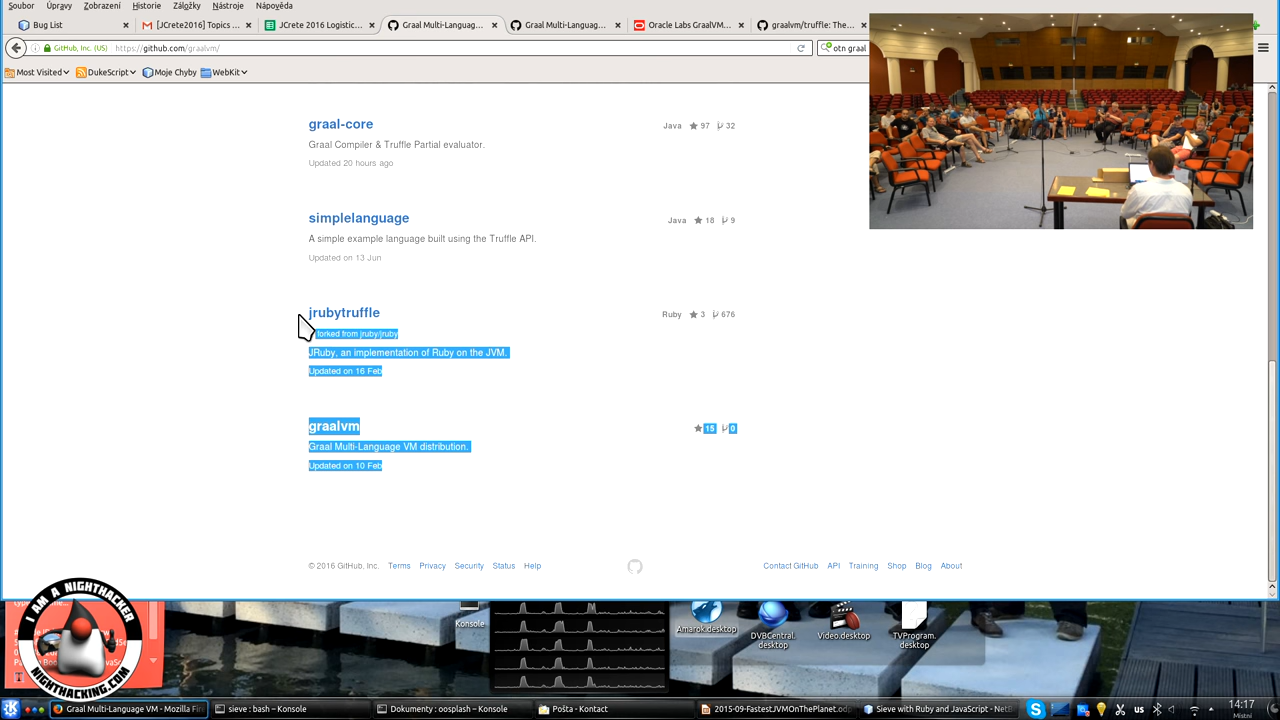 Soubor Úpravy Zobrazení Historie Záložky Nástroje Nápověda
Bug List
[JCrete2016] Topics ...
JCrete 2016 Logistic...
Graal Multi-Languag...
Graal Multi-Languag...
Oracle Labs GraalVM...
graalvm/truffle: The...
GitHub, Inc. (US)
https://github.com/graalvm/
otn graal
Most Visited
DukeScript
Moje Chyby
WebKit
graal-core
Java 97 32
Graal Compiler & Truffle Partial evaluator.
Updated 20 hours ago
simplelanguage
Java 18 9
A simple example language built using the Truffle API.
Updated on 13 Jun
jrubytruffle
Ruby 3 676
forked from jruby/jruby
JRuby, an implementation of Ruby on the JVM.
Updated on 16 Feb
graalvm
15 0
Graal Multi-Language VM distribution.
Updated on 10 Feb
© 2016 GitHub, Inc. Terms Privacy Security Status Help
Contact GitHub API Training Shop Blog About
I AM A NIGHTHACKER
NIGHTHACKING.COM
Konsole
Amarok.desktop
DVBCentral.
desktop
Video.desktop
TVProgram.
desktop
Graal Multi-Language VM - Mozilla Fir
sieve : bash – Konsole
Dokumenty : oosplash – Konsole
Pošta - Kontact
2015-09-FastestJVMOnThePlanet.odp
Sieve with Ruby and JavaScript - NetB
us
14:17
Místní